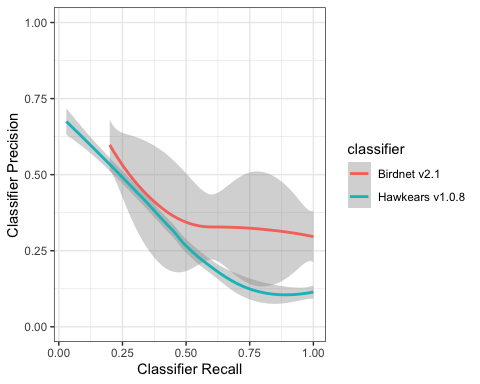 1.00
0.75
0.50
0.25
0.00
Classifier Precision
0.00 0.25 0.50 0.75 1.00
Classifier Recall
classifier
Birdnet v2.1
Hawkears v1.0.8